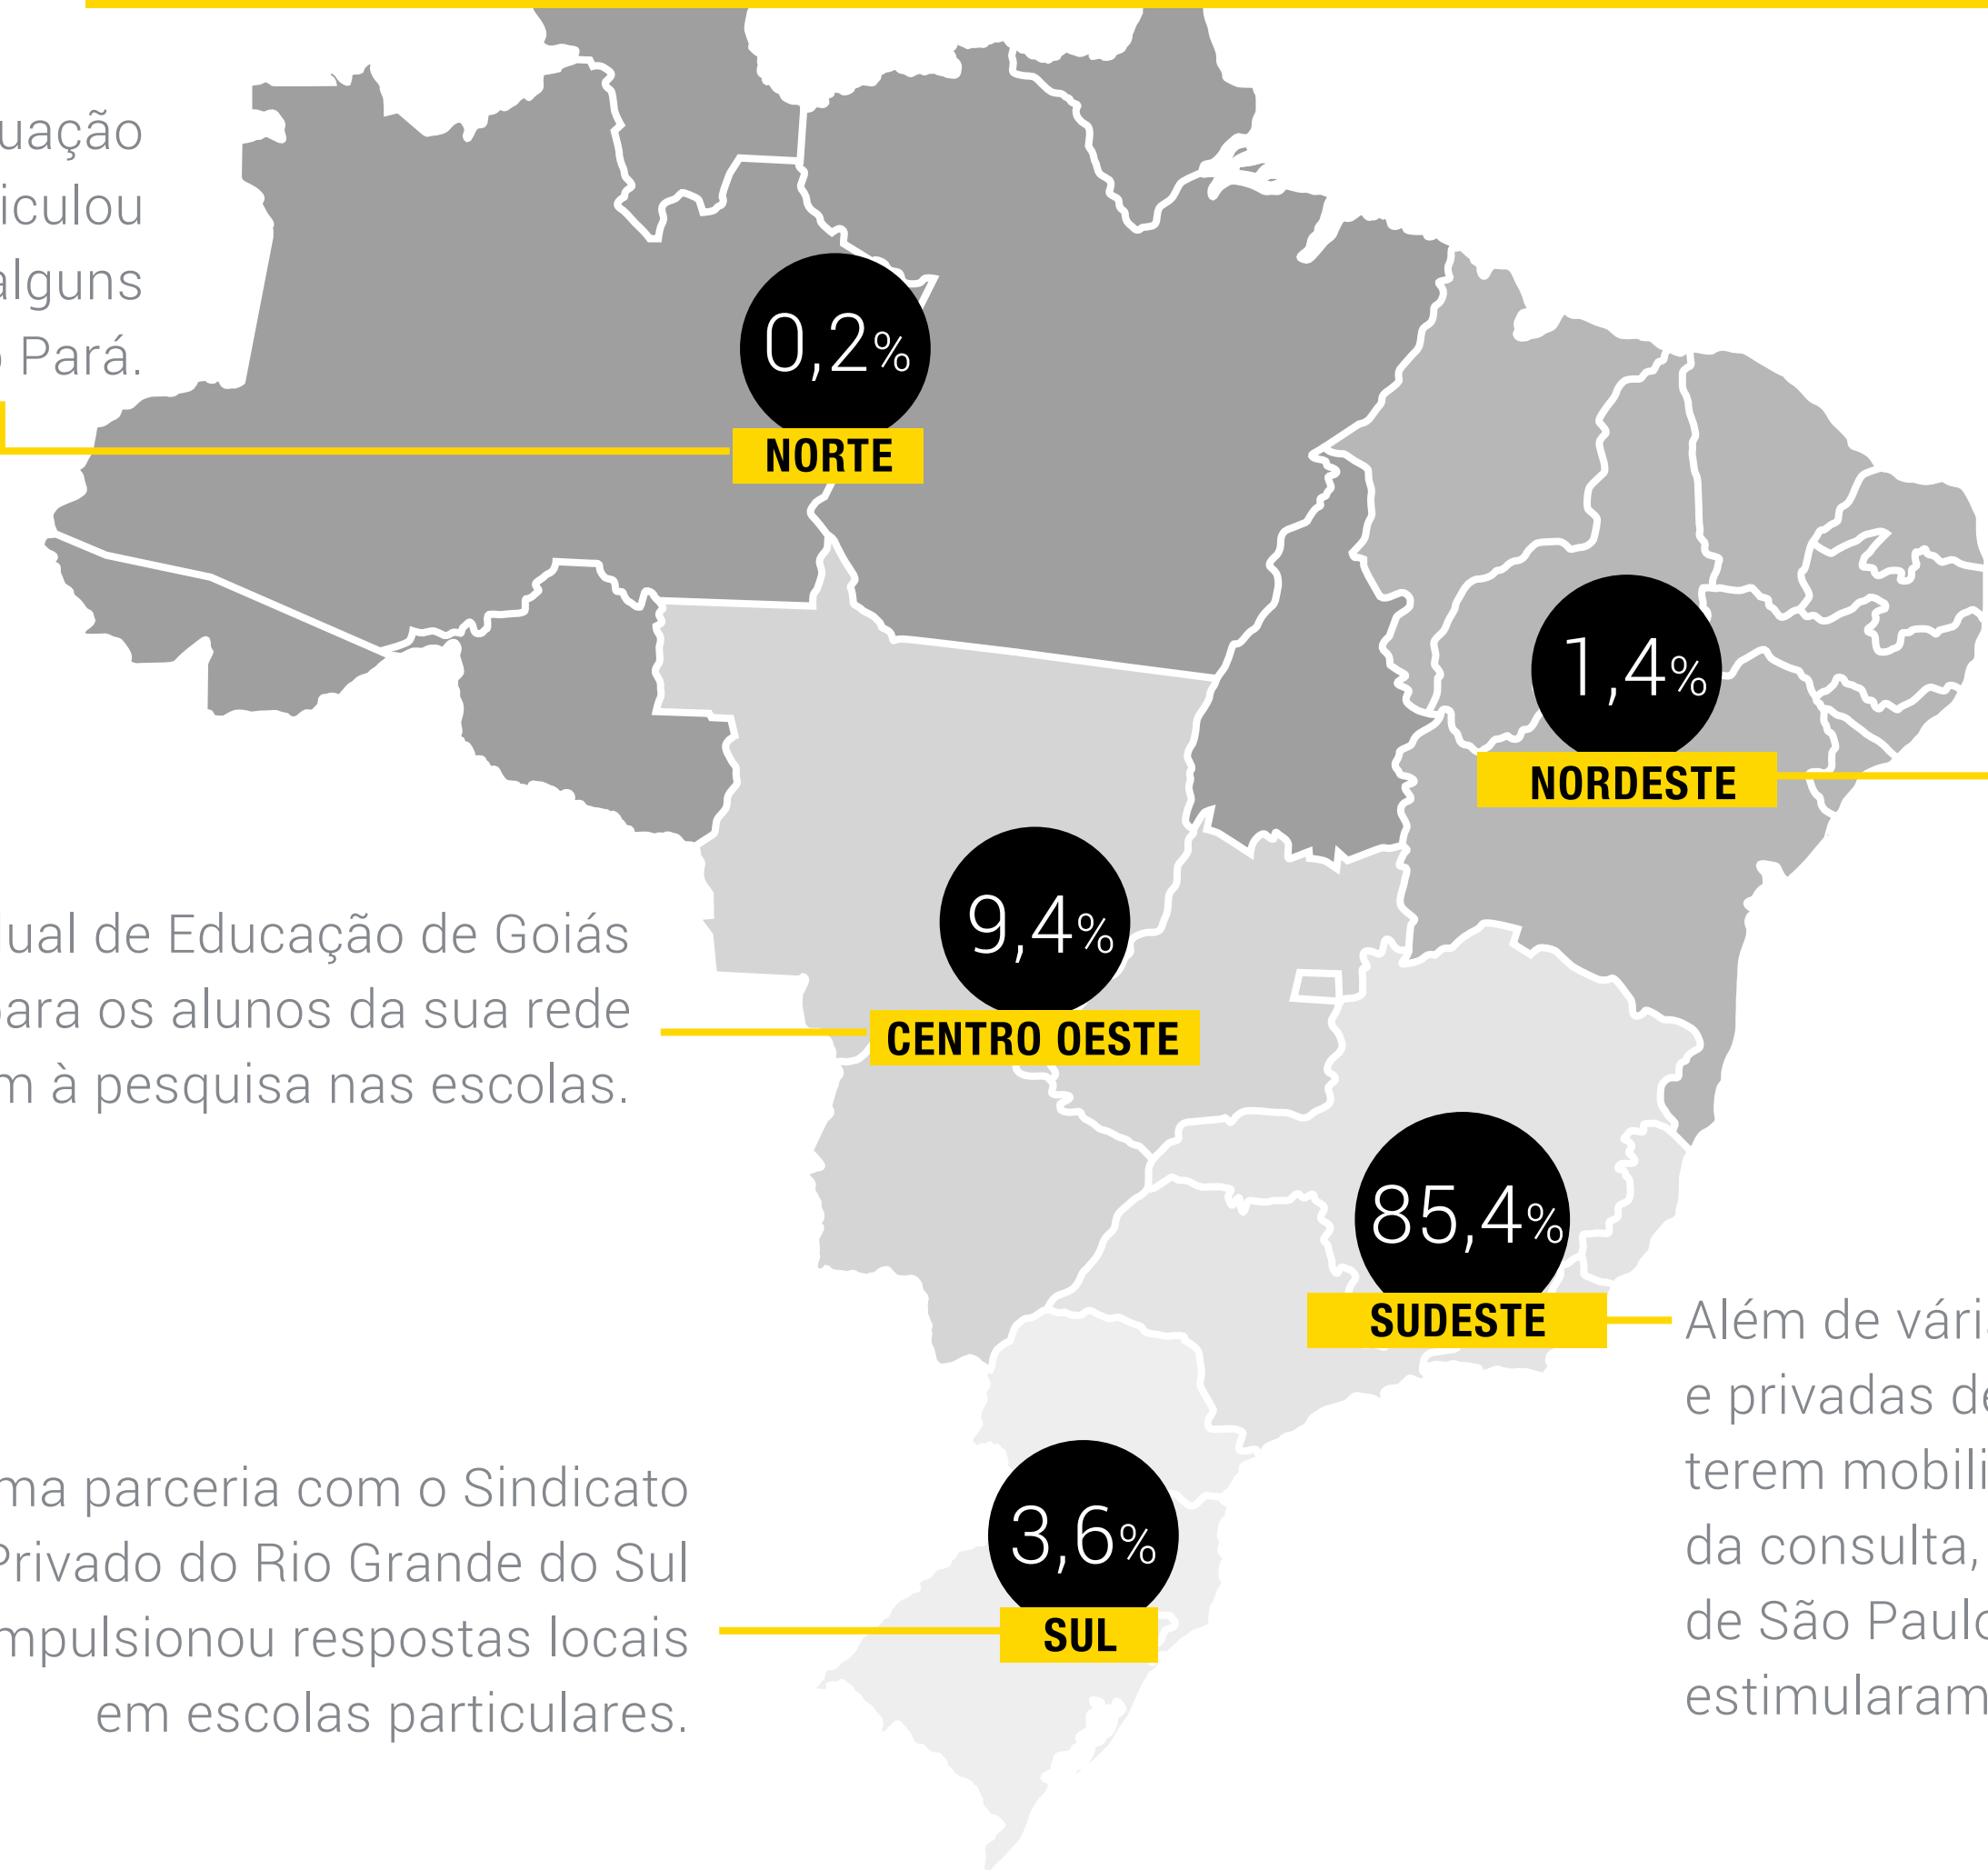 uação
iculou
alguns
Pará.
0,2%
NORTE
1,4%
NORDESTE
9,4%
CENTRO OESTE
ual de Educação de Goiás
para os alunos da sua rede
m à pesquisa nas escolas.
85,4%
SUDESTE
Além de vári
e privadas de
terem mobili
da consulta,
de São Paulo
estimularam
3,6%
SUL
ma parceria com o Sindicato
Privado do Rio Grande do Sul
mpulsionou respostas locais
em escolas particulares.